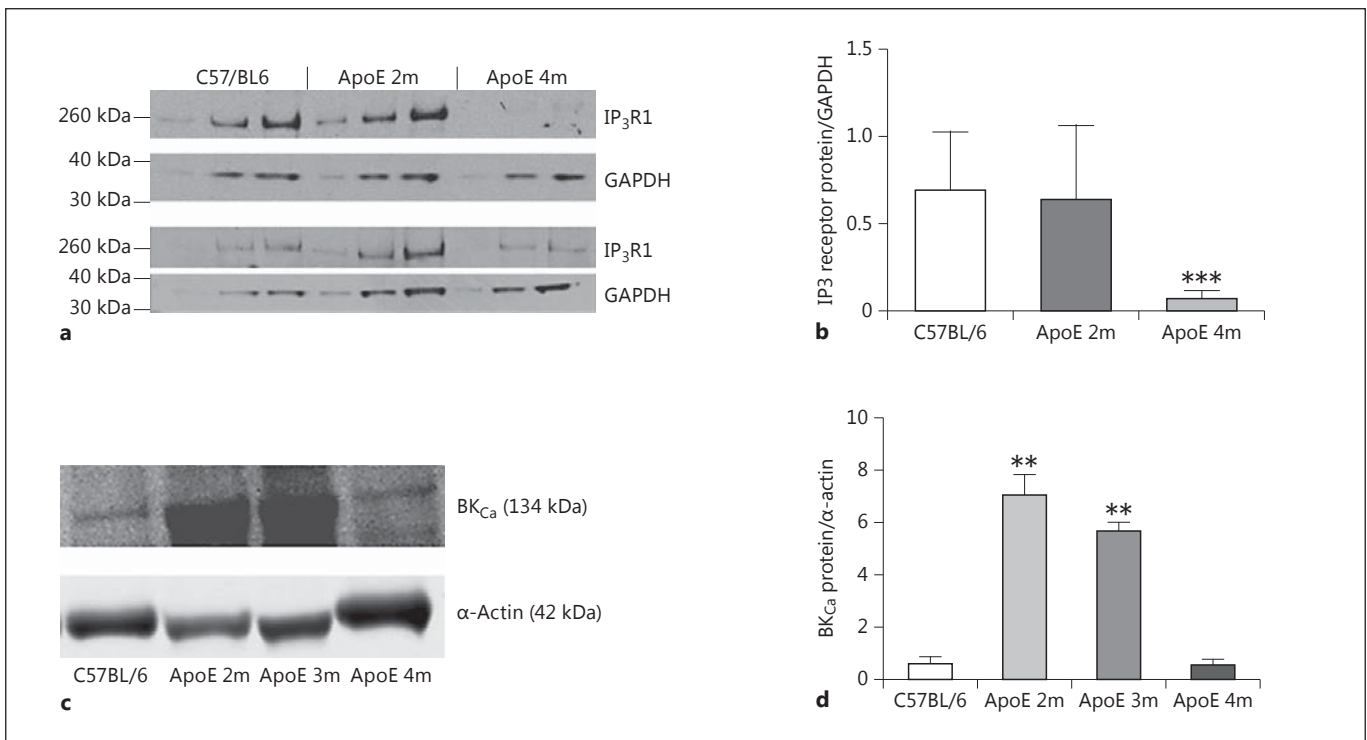 C57/BL6 | ApoE 2m | ApoE 4m
260 kDa
IP₃R1
40 kDa
GAPDH
30 kDa
260 kDa
IP₃R1
40 kDa
GAPDH
30 kDa
a
1.5
1.0
0.5
0
IP3 receptor protein/GAPDH
***
C57BL/6 ApoE 2m ApoE 4m
b
BKCa (134 kDa)
α-Actin (42 kDa)
C57BL/6 ApoE 2m ApoE 3m ApoE 4m
c
10
8
6
4
2
0
BKCa protein/α-actin
**
**
C57BL/6 ApoE 2m ApoE 3m ApoE 4m
d